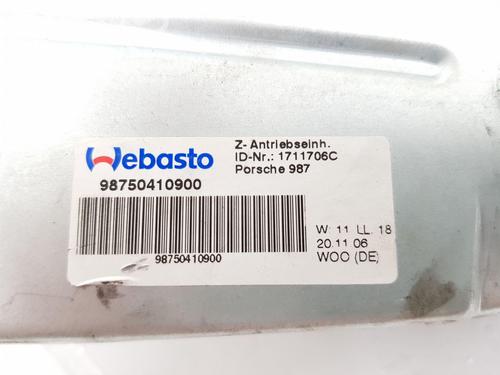 Webasto
98750410900
98750410900
Z- Antriebseinh.
ID-Nr.: 1711706C
Porsche 987
W: 11 LL. 18
20.11 06
WOO (DE)